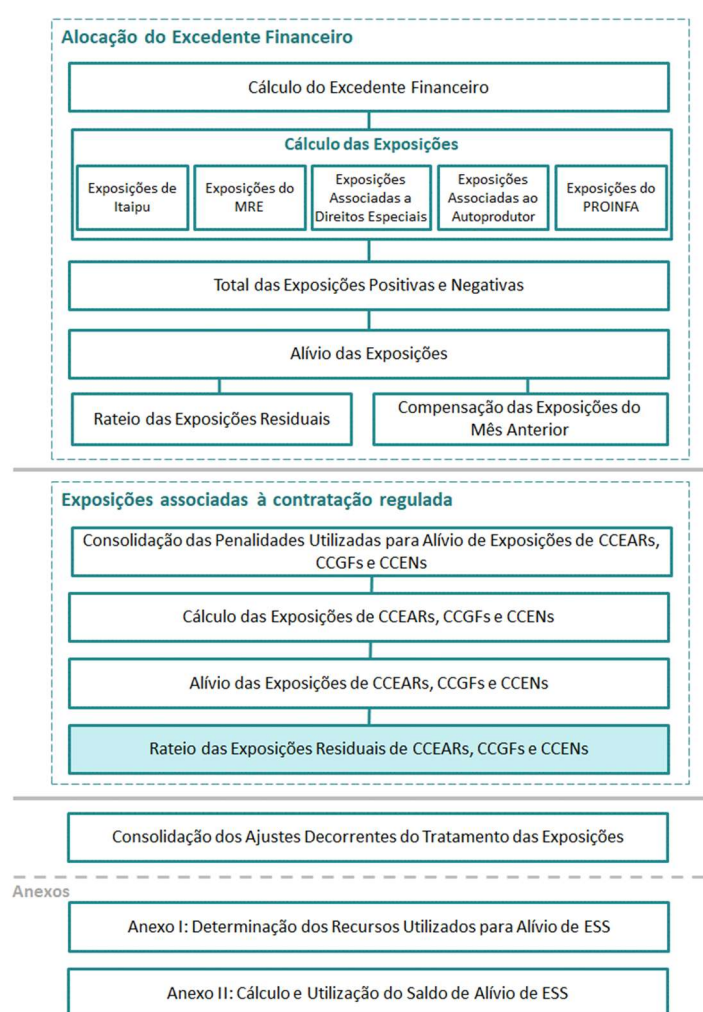 Alocação do Excedente Financeiro
Cálculo do Excedente Financeiro
Cálculo das Exposições
Exposições de
Itaipu
Exposições do
MRE
Exposições
Associadas a
Direitos Especiais
Exposições
Associadas ao
Autoprodutor
Exposições do
PROINFA
Total das Exposições Positivas e Negativas
Alívio das Exposições
Rateio das Exposições Residuais
Compensação das Exposições do
Mês Anterior
Exposições associadas à contratação regulada
Consolidação das Penalidades Utilizadas para Alívio de Exposições de CCEARs,
CCGFs e CCENs
Cálculo das Exposições de CCEARs, CCGFs e CCENs
Alívio das Exposições de CCEARs, CCGFs e CCENs
Rateio das Exposições Residuais de CCEARs, CCGFs e CCENs
Consolidação dos Ajustes Decorrentes do Tratamento das Exposições
Anexos
Anexo I: Determinação dos Recursos Utilizados para Alívio de ESS
Anexo II: Cálculo e Utilização do Saldo de Alívio de ESS